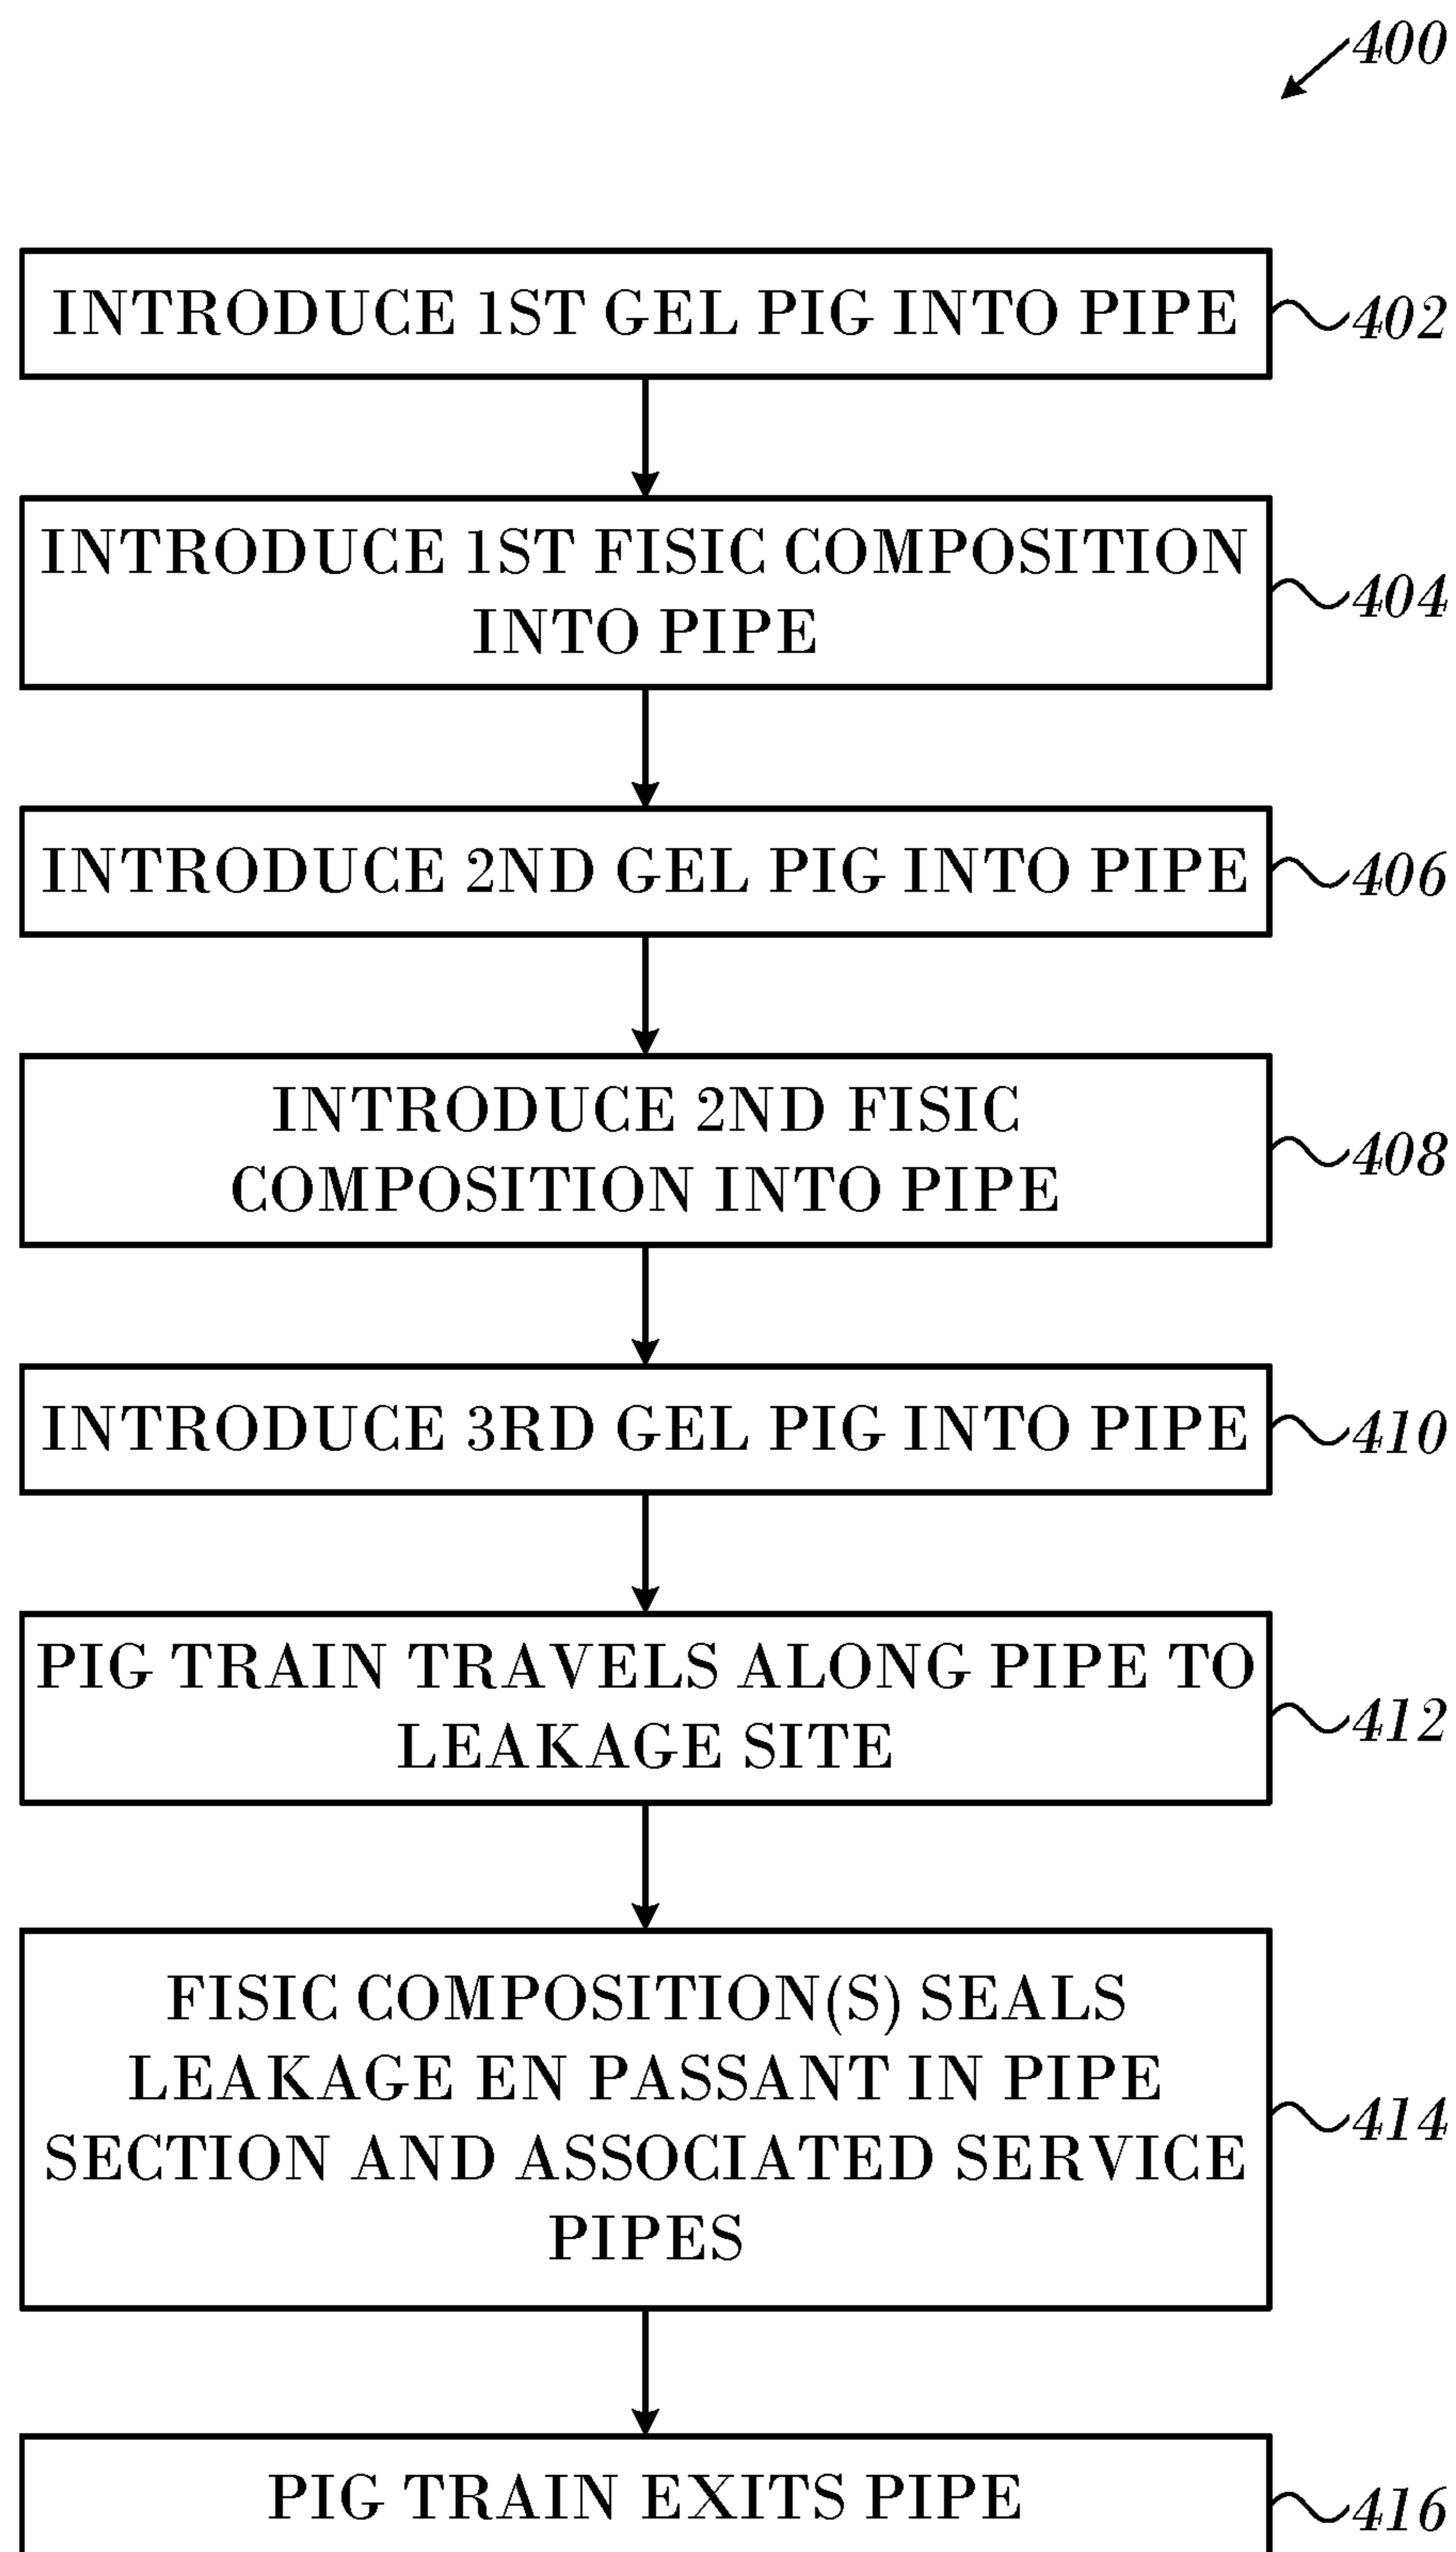 400
INTRODUCE 1ST GEL PIG INTO PIPE
402
INTRODUCE 1ST FISIC COMPOSITION
INTO PIPE
404
INTRODUCE 2ND GEL PIG INTO PIPE
406
INTRODUCE 2ND FISIC
COMPOSITION INTO PIPE
408
INTRODUCE 3RD GEL PIG INTO PIPE
410
PIG TRAIN TRAVELS ALONG PIPE TO
LEAKAGE SITE
412
FISIC COMPOSITION(S) SEALS
LEAKAGE EN PASSANT IN PIPE
SECTION AND ASSOCIATED SERVICE
PIPES
414
PIG TRAIN EXITS PIPE
416